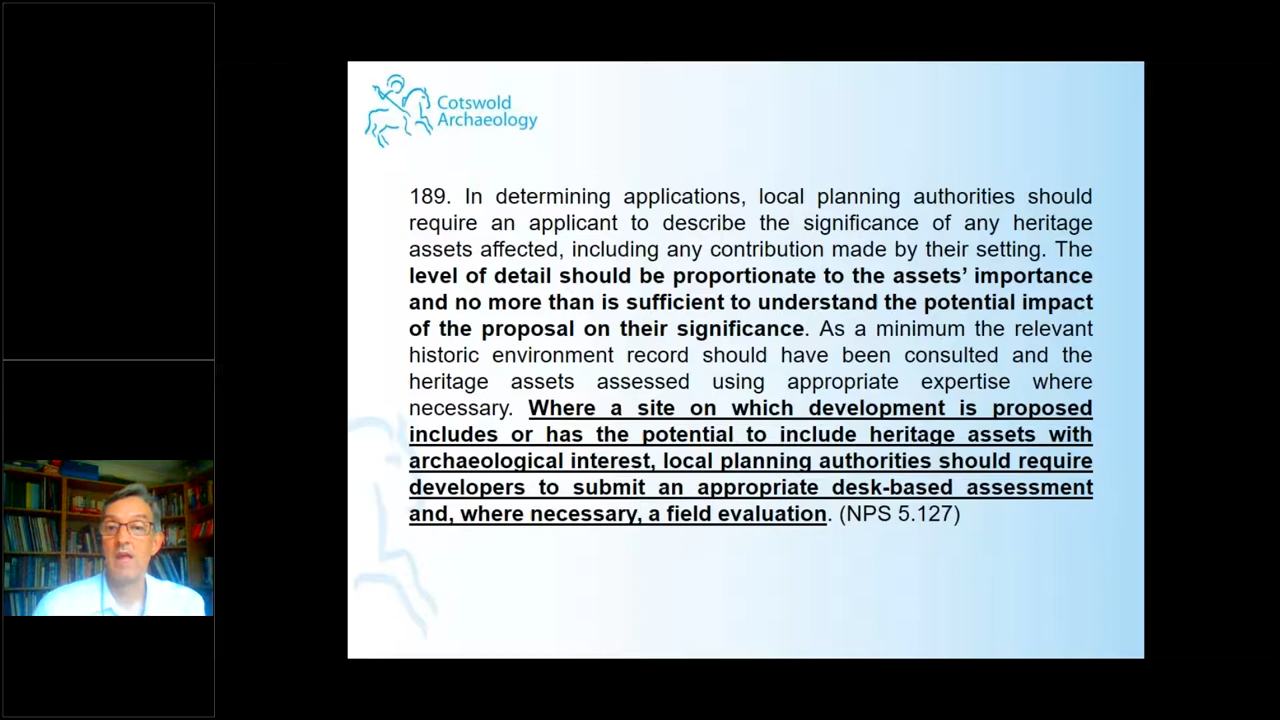 Cotswold
Archaeology
189. In determining applications, local planning authorities should
require an applicant to describe the significance of any heritage
assets affected, including any contribution made by their setting. The
level of detail should be proportionate to the assets’ importance
and no more than is sufficient to understand the potential impact
of the proposal on their significance. As a minimum the relevant
historic environment record should have been consulted and the
heritage assets assessed using appropriate expertise where
necessary. Where a site on which development is proposed
includes or has the potential to include heritage assets with
archaeological interest, local planning authorities should require
developers to submit an appropriate desk-based assessment
and, where necessary, a field evaluation. (NPS 5.127)